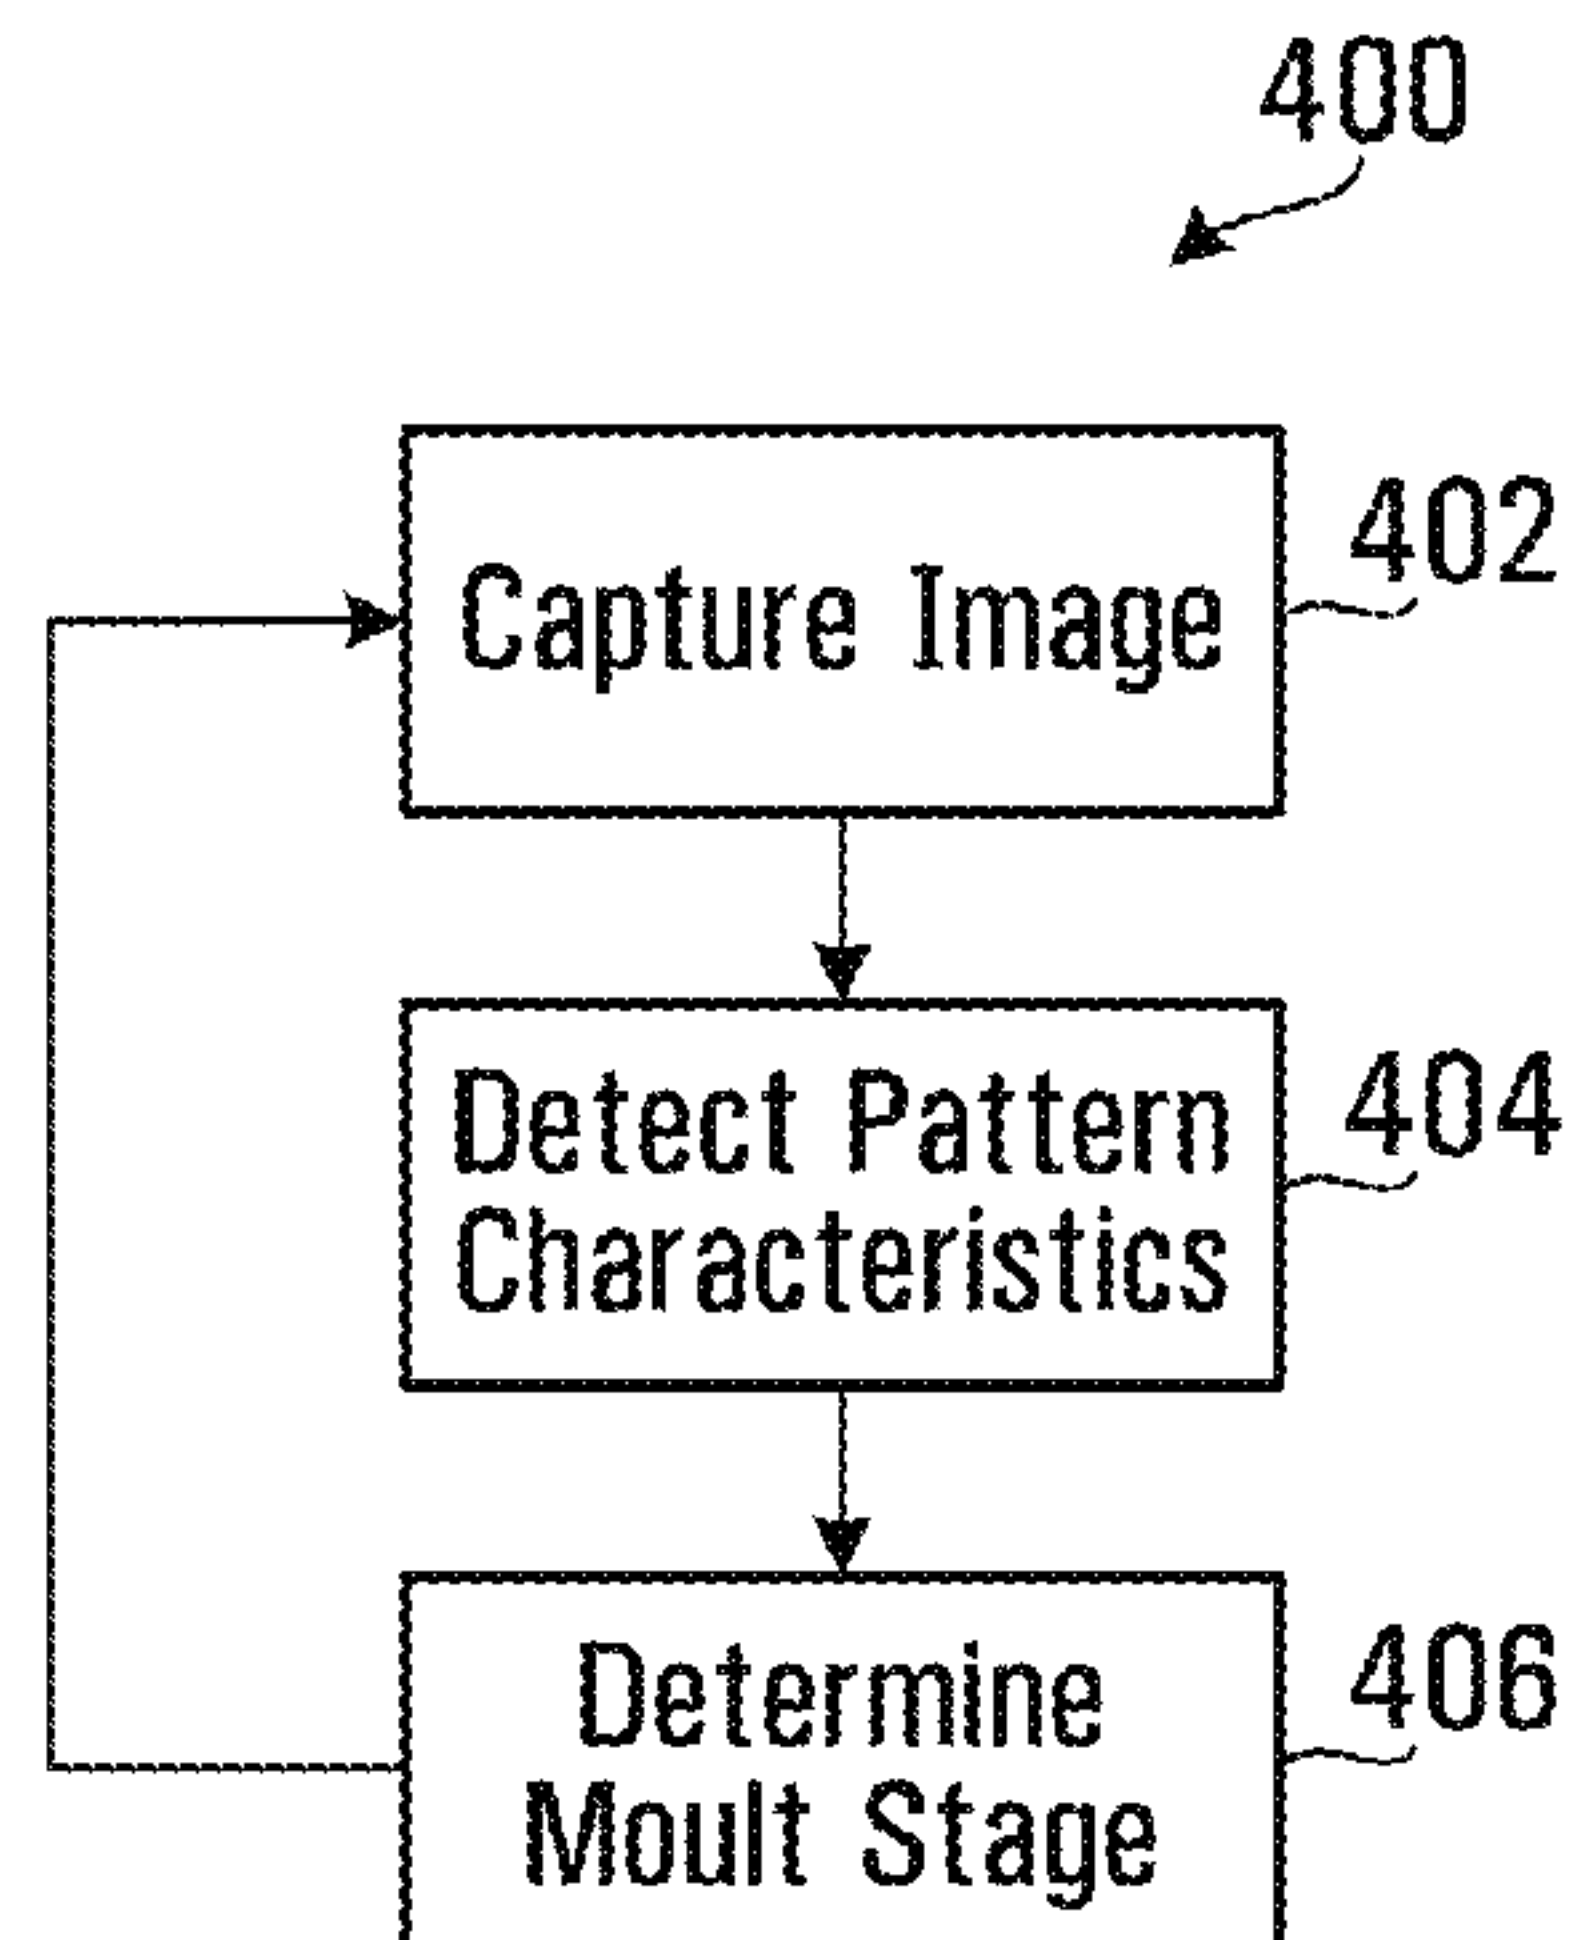 400
Capture Image
402
Detect Pattern
Characteristics
404
Determine
Moult Stage
406